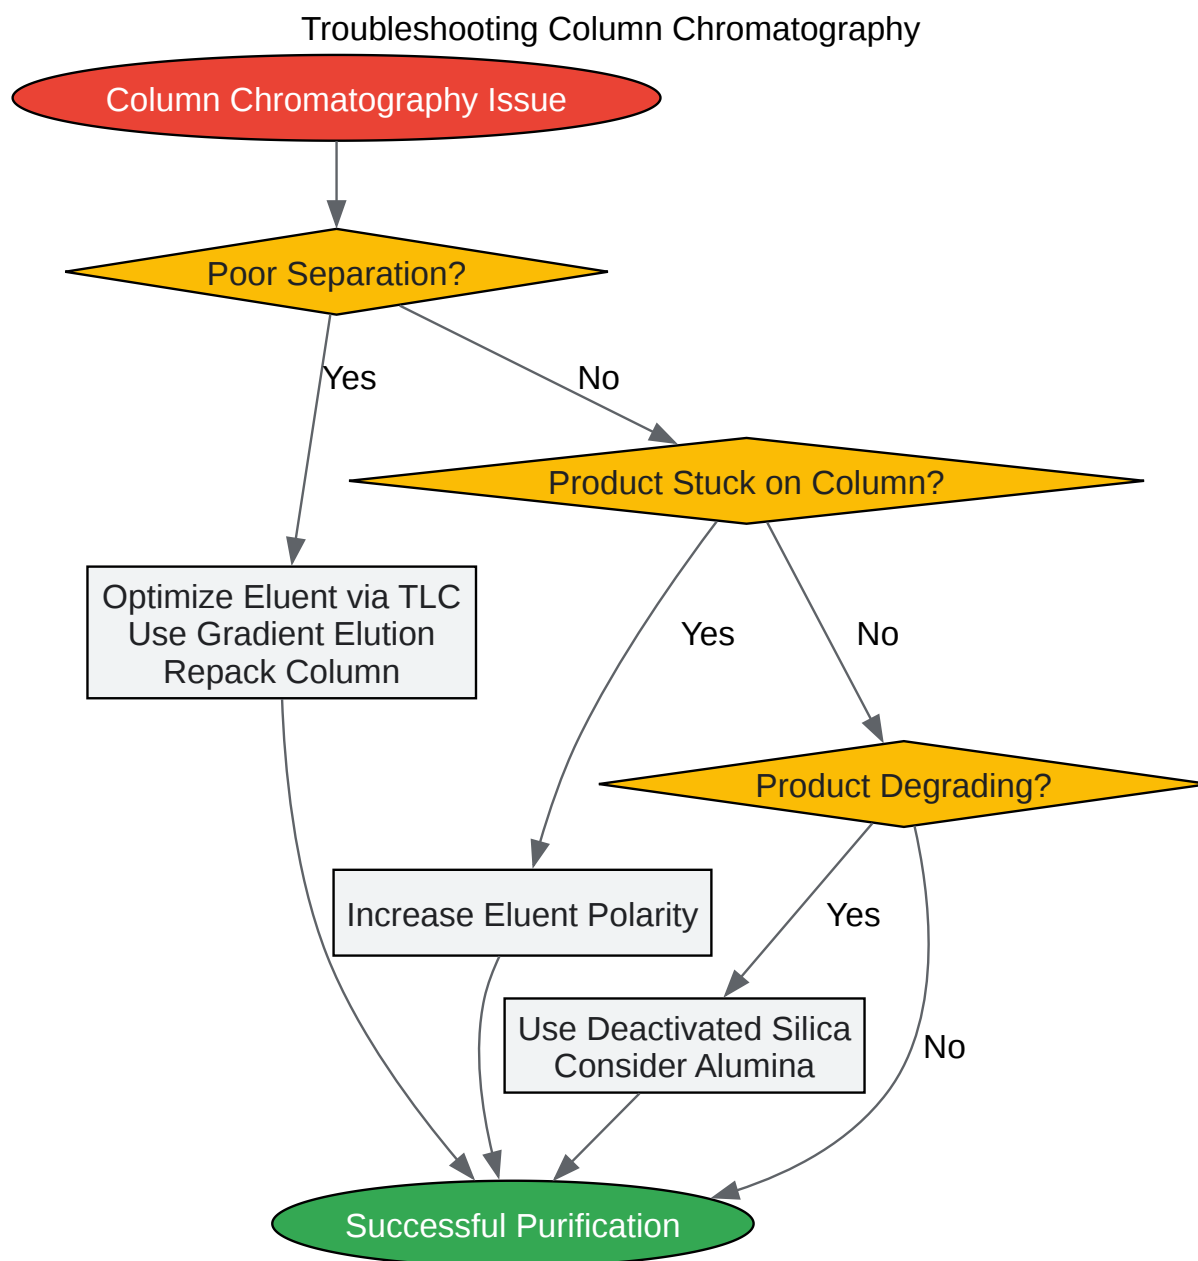 Troubleshooting Column Chromatography
Column Chromatography Issue
Poor Separation?
Yes
No
Product Stuck on Column?
Optimize Eluent via TLC
Use Gradient Elution
Repack Column
Yes
No
Product Degrading?
Increase Eluent Polarity
Yes
Use Deactivated Silica
Consider Alumina
No
Successful Purification